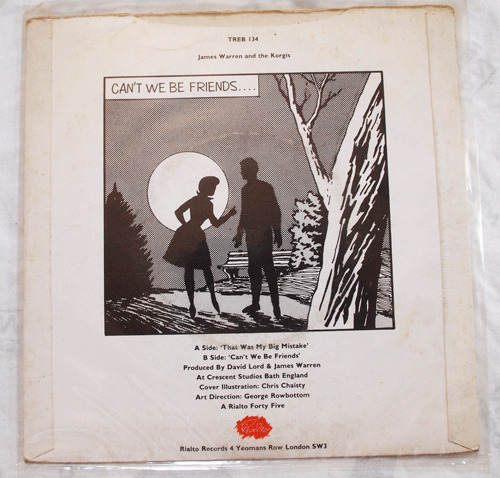 TREB 134
James Warren and the Korgis
CAN'T WE BE FRIENDS....
A Side: 'That Was My Big Mistake'
B Side: 'Can't We Be Friends'
Produced By David Lord & James Warren
At Crescent Studios Bath England
Cover Illustration: Chris Chaisty
Art Direction: George Rowbottom
A Rialto Forty Five
Rialto
Rialto Records 4 Yeomans Row London SW3